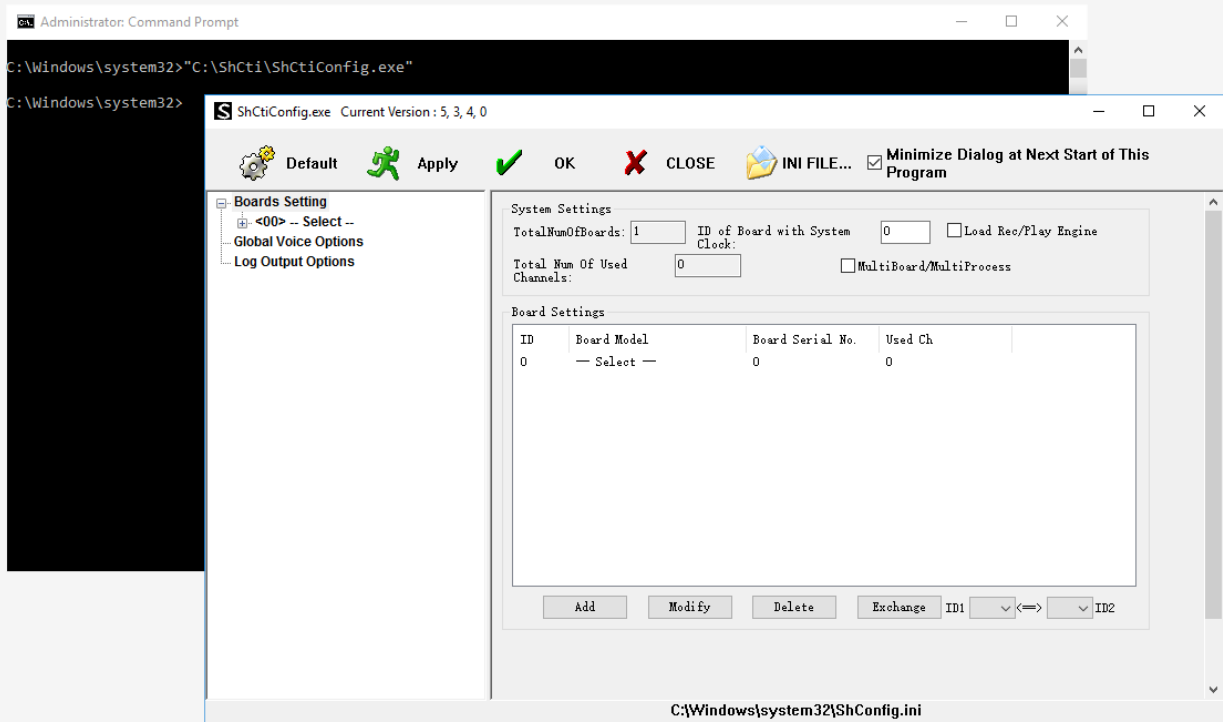 Administrator: Command Prompt
C:\Windows\system32>"C:\ShCti\ShCtiConfig.exe"
C:\Windows\system32>
ShCtiConfig.exe Current Version : 5, 3, 4, 0
Default Apply OK CLOSE INI FILE... Minimize Dialog at Next Start of This
Program
Boards Setting
<00> -- Select --
Global Voice Options
Log Output Options
System Settings
TotalNumOfBoards: 1 ID of Board with System 0 Load Rec/Play Engine
Clock:
Total Num Of Used 0 MultiBoard/MultiProcess
Channels:
Board Settings
ID Board Model Board Serial No. Used Ch
0 — Select — 0 0
Add Modify Delete Exchange ID1 <=> ID2
C:\Windows\system32\ShConfig.ini